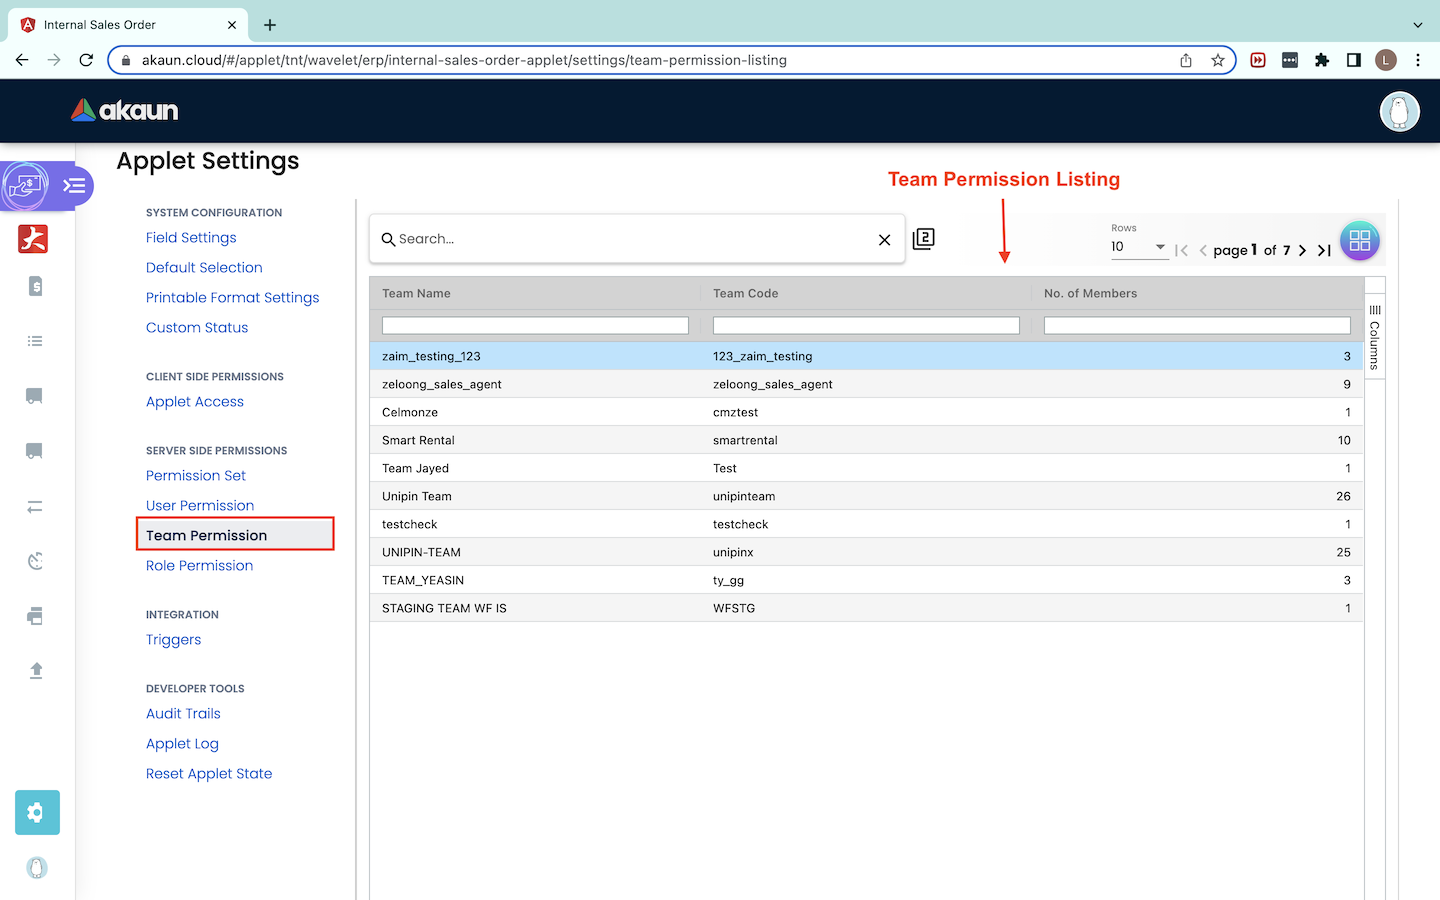 Internal Sales Order
akaun.cloud/#/applet/tnt/wavelet/erp/internal-sales-order-applet/settings/team-permission-listing
L
akaun
Applet Settings
Team Permission Listing
SYSTEM CONFIGURATION
Field Settings
Default Selection
Printable Format Settings
Custom Status
CLIENT SIDE PERMISSIONS
Applet Access
SERVER SIDE PERMISSIONS
Permission Set
User Permission
Team Permission
Role Permission
INTEGRATION
Triggers
DEVELOPER TOOLS
Audit Trails
Applet Log
Reset Applet State
Search...
2
Rows
10
page 1 of 7
Team Name Team Code No. of Members
zaim_testing_123 123_zaim_testing 3
zeloong_sales_agent zeloong_sales_agent 9
Celmonze cmztest 1
Smart Rental smartrental 10
Team Jayed Test 1
Unipin Team unipinteam 26
testcheck testcheck 1
UNIPIN-TEAM unipinx 25
TEAM_YEASIN ty_gg 3
STAGING TEAM WF IS WFSTG 1
Columns